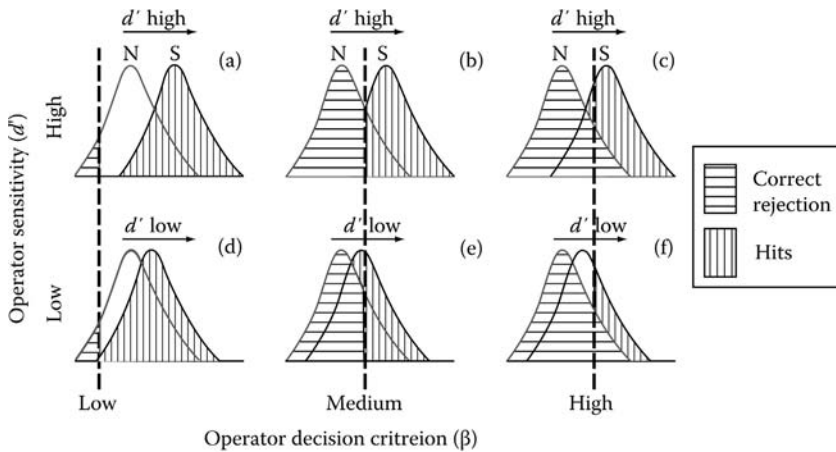 d′ high
d′ high
d′ high
N S (a)
N S (b)
N S (c)
High
Operator sensitivity (d′)
Correct
rejection
Hits
d′ low (d)
d′ low (e)
d′ low (f)
Low
Low
Medium
High
Operator decision critreion (β)